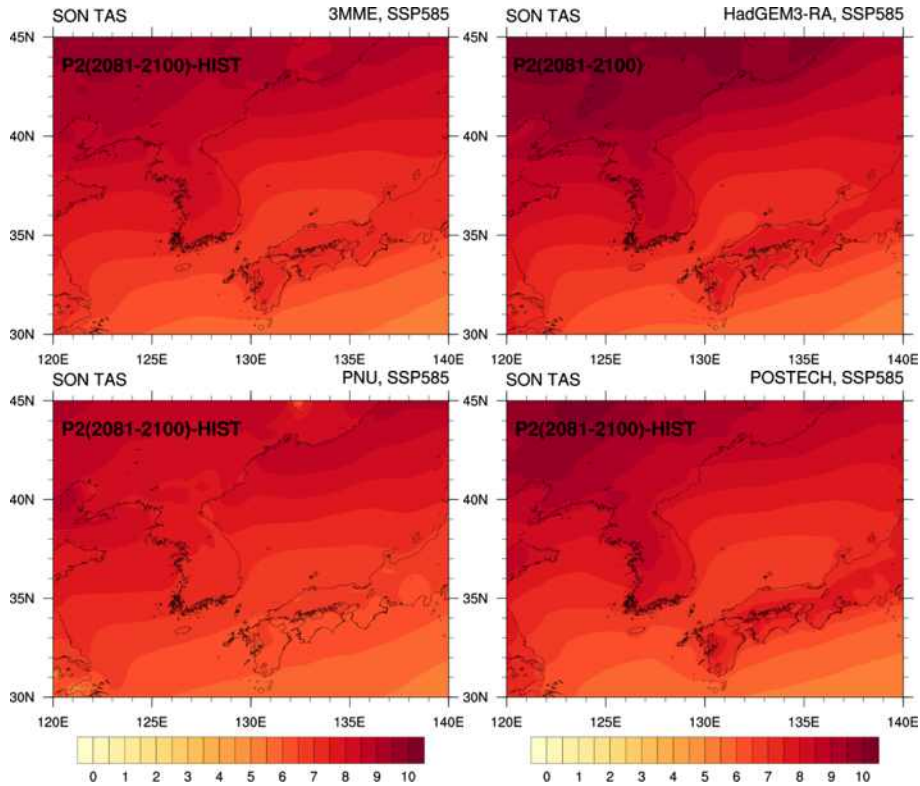 SON TAS 3MME, SSP585
P2(2081-2100)-HIST
45N
40N
35N
30N
120E 125E 130E 135E 140E
SON TAS HadGEM3-RA, SSP585
P2(2081-2100)
45N
40N
35N
30N
120E 125E 130E 135E 140E
SON TAS PNU, SSP585
P2(2081-2100)-HIST
45N
40N
35N
30N
120E 125E 130E 135E 140E
SON TAS POSTECH, SSP585
P2(2081-2100)-HIST
45N
40N
35N
30N
120E 125E 130E 135E 140E
0 1 2 3 4 5 6 7 8 9 10
0 1 2 3 4 5 6 7 8 9 10